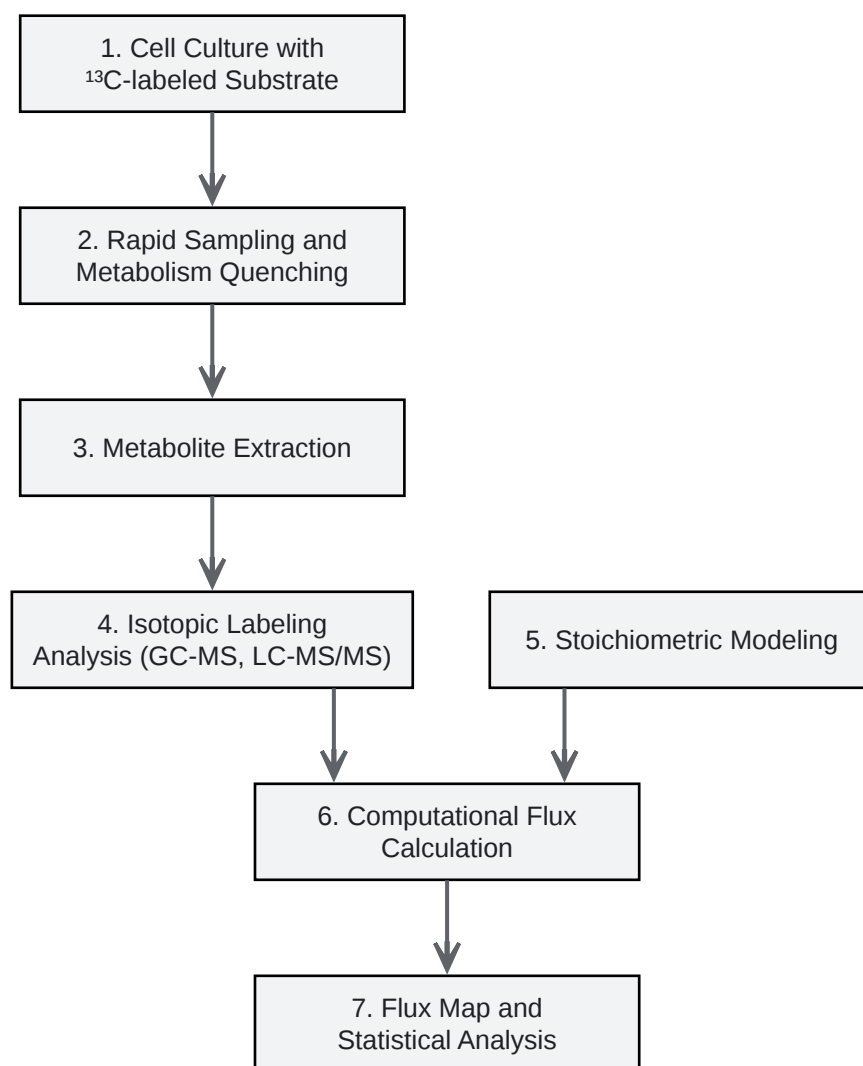 1. Cell Culture with
¹³C-labeled Substrate
2. Rapid Sampling and
Metabolism Quenching
3. Metabolite Extraction
4. Isotopic Labeling
Analysis (GC-MS, LC-MS/MS)
5. Stoichiometric Modeling
6. Computational Flux
Calculation
7. Flux Map and
Statistical Analysis